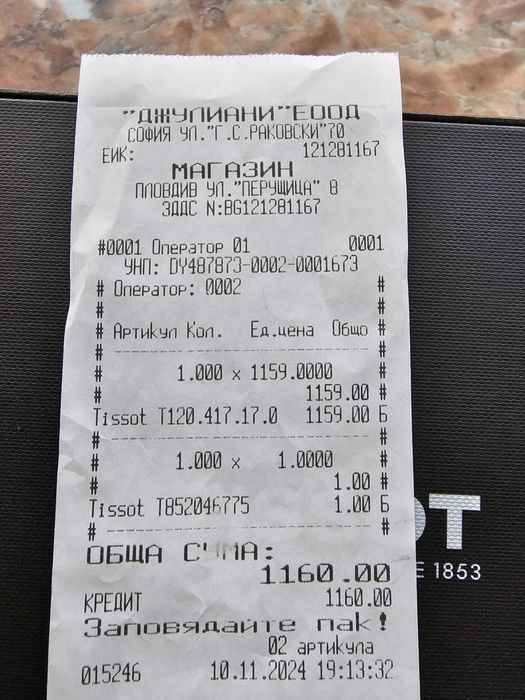 "ДЖУЛИАНИ"ЕООД
СОФИЯ УЛ."Г.С.РАКОВСКИ"70
ЕИК: 121281167
МАГАЗИН
ПЛОВДИВ УЛ."ПЕРУЩИЦА" 8
ЗДДС N:BG121281167
#0001 Оператор 01 0001
УНП: DY487873-0002-0001673
# Оператор: 0002 #
# #
# Артикул Кол. Ед.цена Общо #
# ------------------------------ #
# 1.000 x 1159.0000 #
# 1159.00 #
Tissot T120.417.17.0 1159.00 Б
# ------------------------------ #
# 1.000 x 1.0000 #
# 1.00 #
Tissot T852046775 1.00 Б
# ------------------------------ #
ОБЩА СУМА:
1160.00
КРЕДИТ 1160.00
Заповядайте пак!
02 артикула
015246 10.11.2024 19:13:32
OT
E 1853